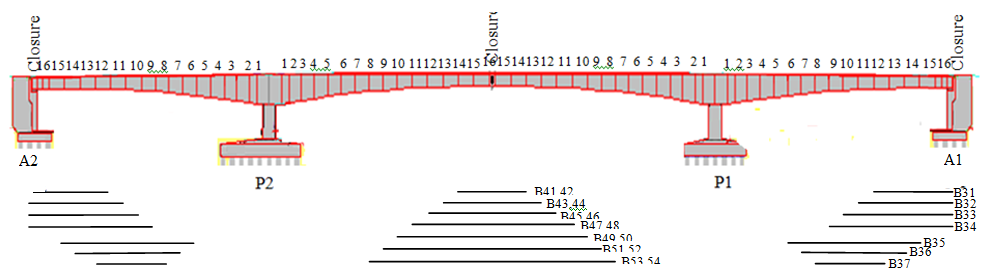 Closure
Closure
Closure
16 15 14 13 12 11 10 9 8 7 6 5 4 3 2 1 1 2 3 4 5 6 7 8 9 10 11 12 13 14 15 16 15 14 13 12 11 10 9 8 7 6 5 4 3 2 1 1 2 3 4 5 6 7 8 9 10 11 12 13 14 15 16
A2
P2
P1
A1
B41.42
B43.44
B45.46
B47.48
B49.50
B51.52
B53.54
B31
B32
B33
B34
B35
B36
B37